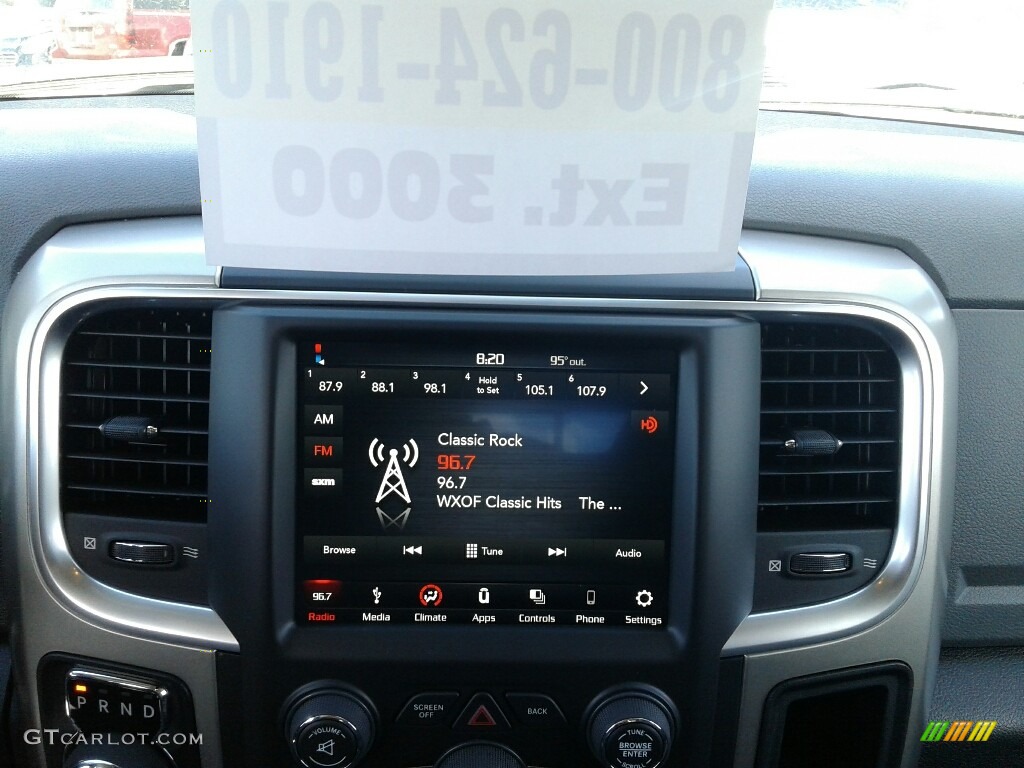 800-624-1910
Ext. 3000
8:20 95° out.
1 87.9 2 88.1 3 98.1 4 Hold to Set 5 105.1 6 107.9
AM
HD
Classic Rock
FM
96.7
96.7
sxm
WXOF Classic Hits The ...
Browse Tune Audio
96.7
Radio Media Climate Apps Controls Phone Settings
P R N D
SCREEN OFF
BACK
VOLUME
TUNE
BROWSE
ENTER
SCROLL
GTCARLOT.COM